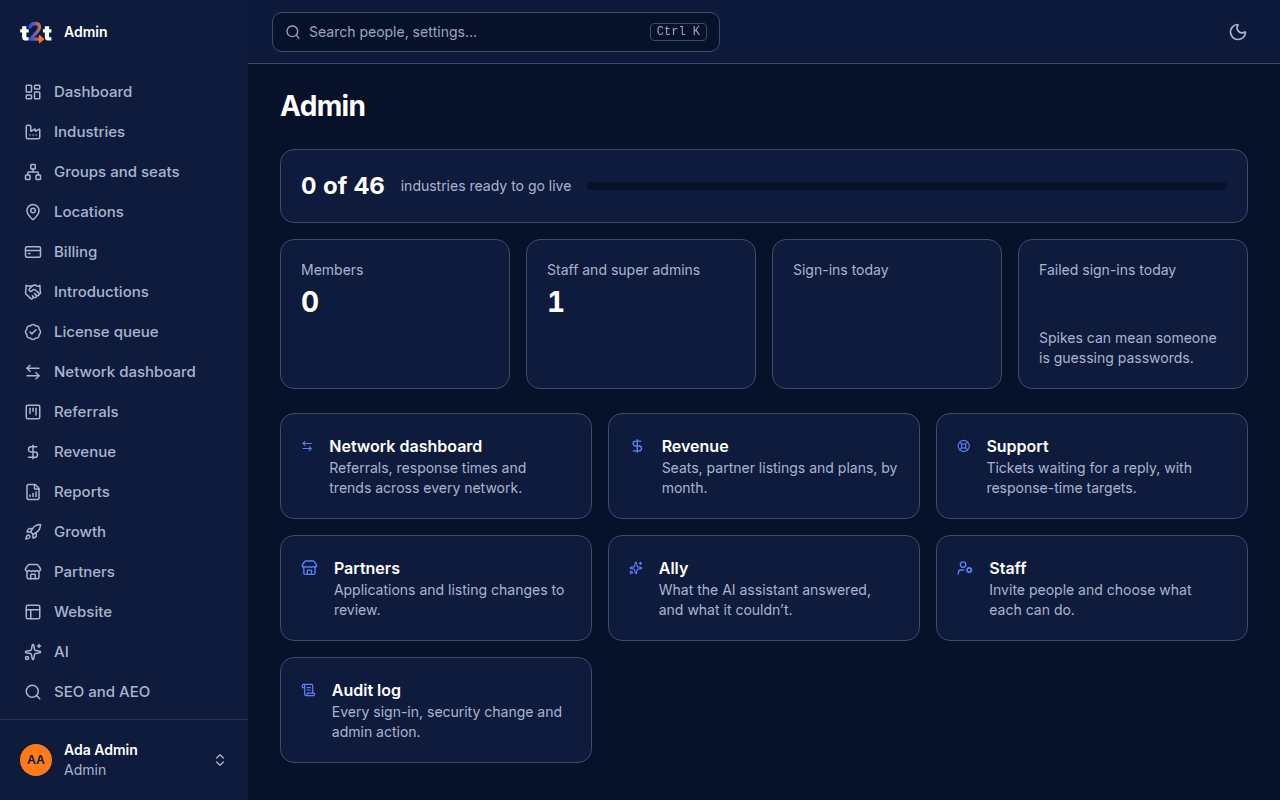 t2t Admin
Search people, settings...
Ctrl K
Dashboard
Industries
Groups and seats
Locations
Billing
Introductions
License queue
Network dashboard
Referrals
Revenue
Reports
Growth
Partners
Website
AI
SEO and AEO
AA
Ada Admin
Admin
Admin
0 of 46 industries ready to go live
Members
0
Staff and super admins
1
Sign-ins today
Failed sign-ins today
Spikes can mean someone
is guessing passwords.
Network dashboard
Referrals, response times and
trends across every network.
Revenue
Seats, partner listings and plans, by
month.
Support
Tickets waiting for a reply, with
response-time targets.
Partners
Applications and listing changes to
review.
Ally
What the AI assistant answered,
and what it couldn’t.
Staff
Invite people and choose what
each can do.
Audit log
Every sign-in, security change and
admin action.